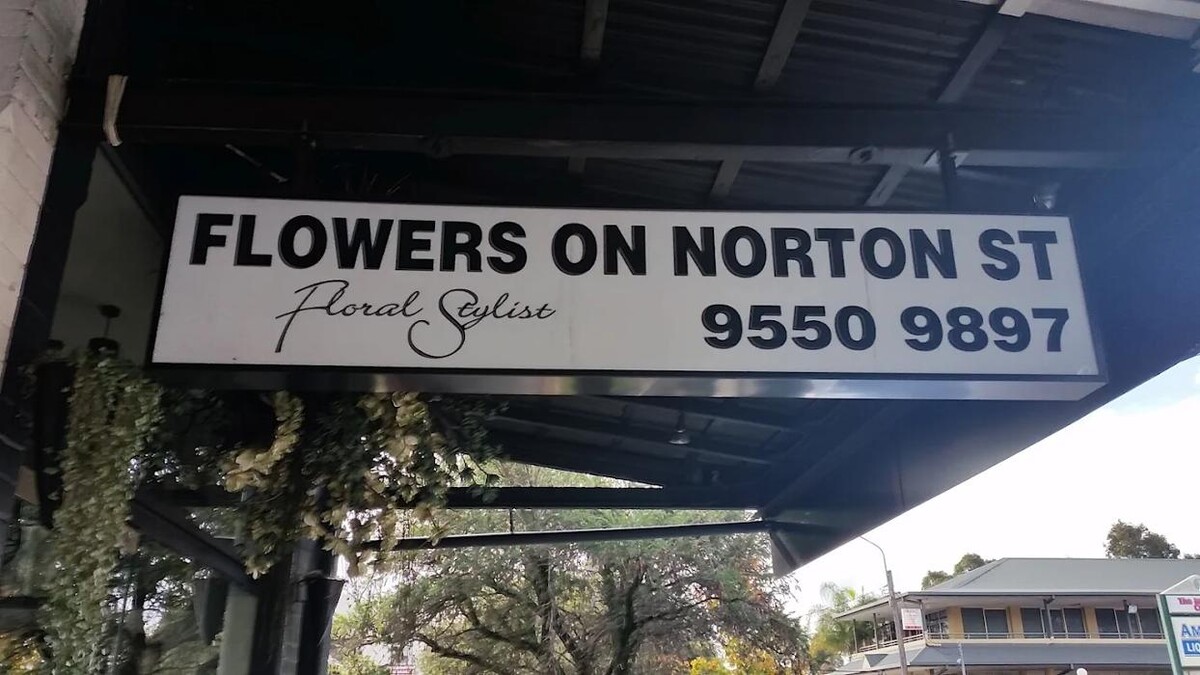 FLOWERS ON NORTON ST
Floral Stylist
9550 9897